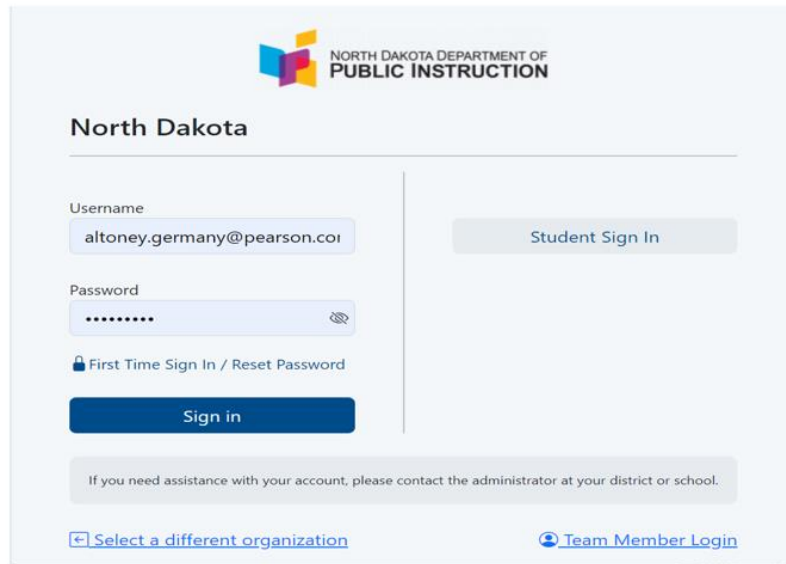 NORTH DAKOTA DEPARTMENT OF
PUBLIC INSTRUCTION
North Dakota
Username
altoney.germany@pearson.coı
Student Sign In
Password
•••••••••
First Time Sign In / Reset Password
Sign in
If you need assistance with your account, please contact the administrator at your district or school.
Select a different organization
Team Member Login